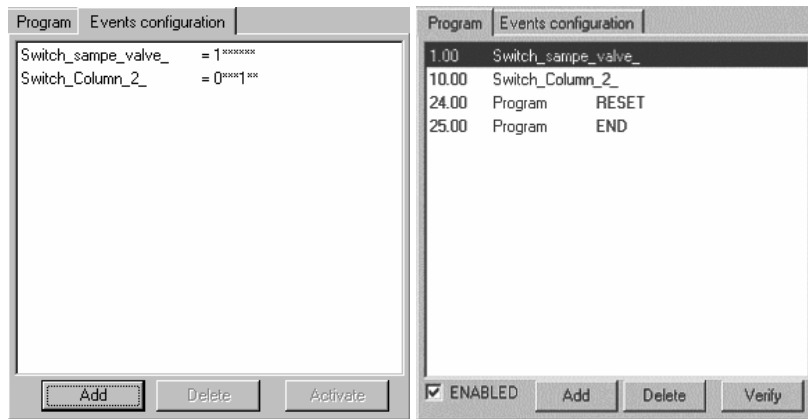 Program Events configuration
Switch_sampe_valve_ = 1******
Switch_Column_2_ = 0***1**
Add Delete Activate
Program Events configuration
1.00 Switch_sampe_valve_
10.00 Switch_Column_2_
24.00 Program RESET
25.00 Program END
ENABLED Add Delete Verify